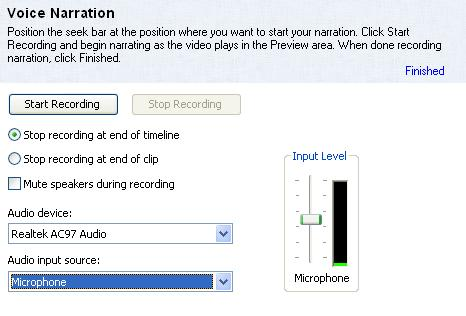 Voice Narration
Position the seek bar at the position where you want to start your narration. Click Start
Recording and begin narrating as the video plays in the Preview area. When done recording
narration, click Finished.
Finished
Start Recording
Stop Recording
Stop recording at end of timeline
Stop recording at end of clip
Mute speakers during recording
Audio device:
Realtek AC97 Audio
Audio input source:
Microphone
Input Level
Microphone